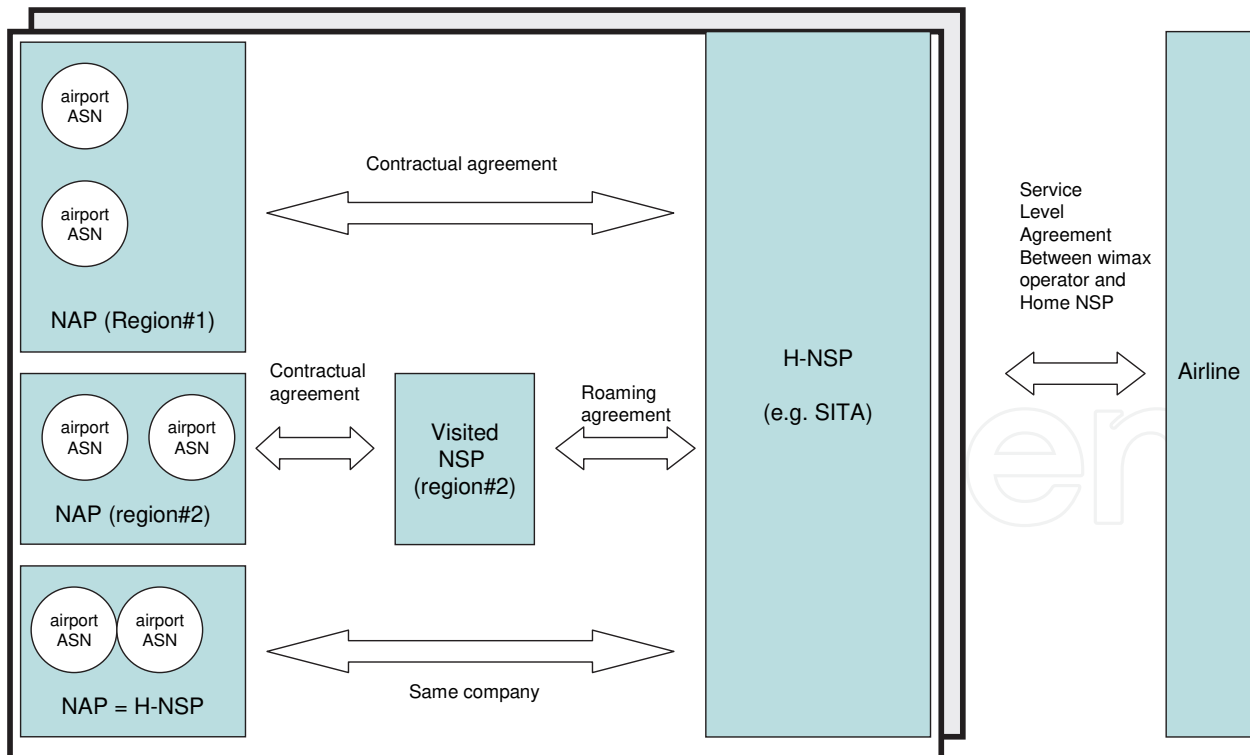 airport
ASN
airport
ASN
NAP (Region#1)
Contractual agreement
Contractual
agreement
airport
ASN
airport
ASN
NAP (region#2)
Visited
NSP
(region#2)
Roaming
agreement
airport
ASN
airport
ASN
NAP = H-NSP
Same company
H-NSP
(e.g. SITA)
Service
Level
Agreement
Between wimax
operator and
Home NSP
Airline